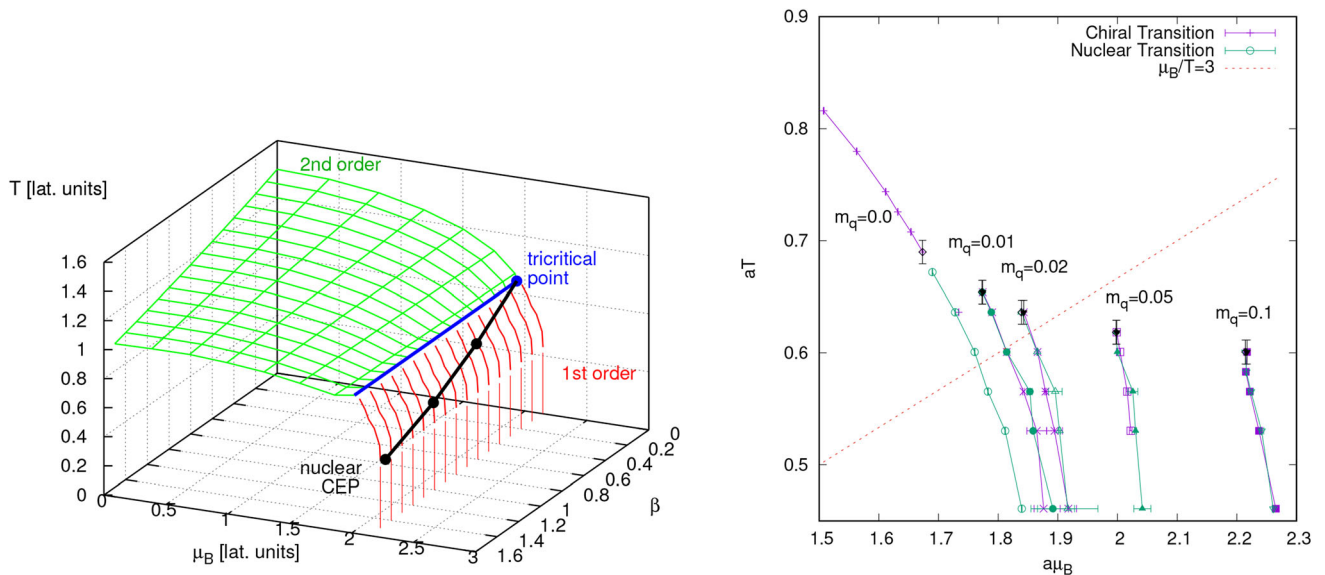 2nd order
T [lat. units]
tricritical
point
1st order
nuclear
CEP
1.6
1.4
1.2
1
0.8
0.6
0.4
0.2
0
0
0.5
1
1.5
2
2.5
3
μB [lat. units]
0
0.2
0.4
0.6
0.8
1
1.2
1.4
1.6
β
Chiral Transition
Nuclear Transition
μB/T=3
mq=0.0
mq=0.01
mq=0.02
mq=0.05
mq=0.1
0.9
0.8
0.7
0.6
0.5
aT
1.5 1.6 1.7 1.8 1.9 2 2.1 2.2 2.3
aμB